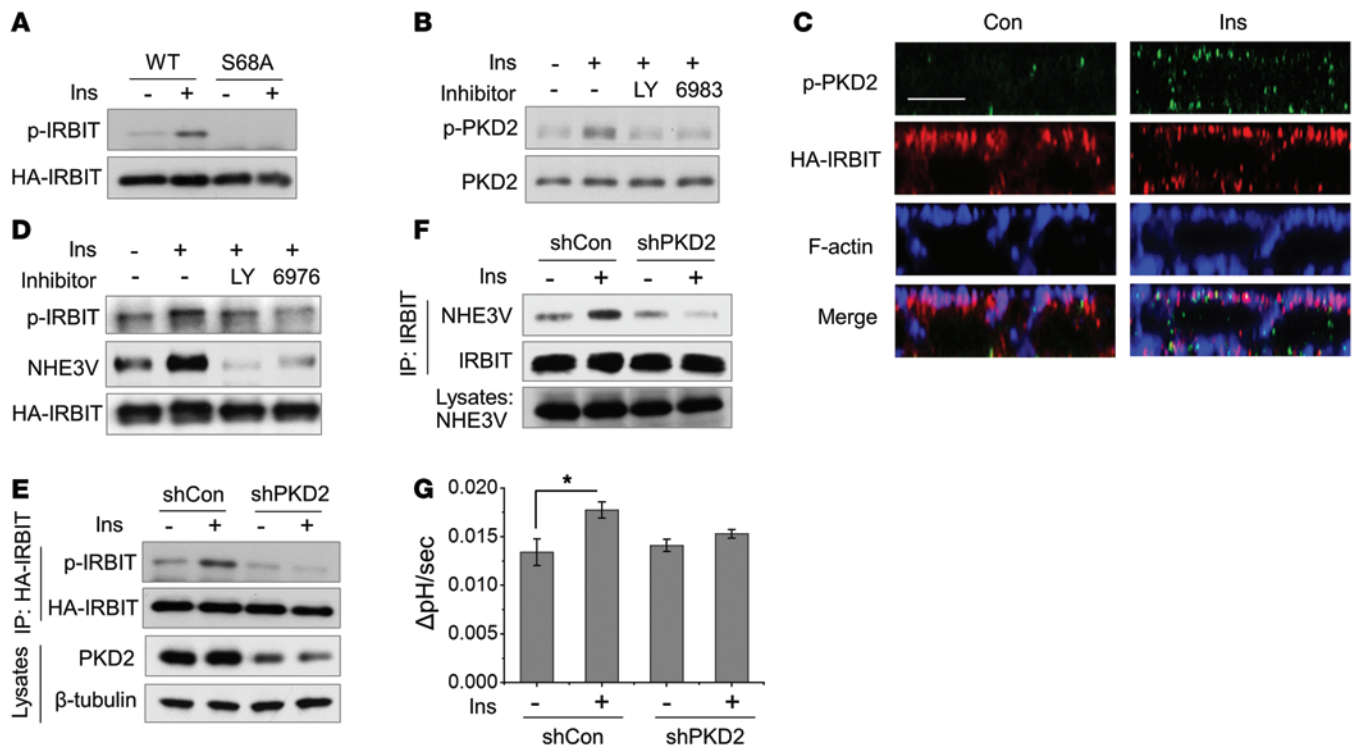 A
WT S68A
Ins - + - +
p-IRBIT
HA-IRBIT
B
Ins - + + +
Inhibitor - - LY 6983
p-PKD2
PKD2
C
Con Ins
p-PKD2
HA-IRBIT
F-actin
Merge
D
Ins - + + +
Inhibitor - - LY 6976
p-IRBIT
NHE3V
HA-IRBIT
E
shCon shPKD2
Ins - + - +
IP: HA-IRBIT
p-IRBIT
HA-IRBIT
Lysates
PKD2
β-tubulin
F
shCon shPKD2
Ins - + - +
IP: IRBIT
NHE3V
IRBIT
Lysates:
NHE3V
G
*
ΔpH/sec
0.020
0.015
0.010
0.005
0.000
Ins - + - +
shCon shPKD2